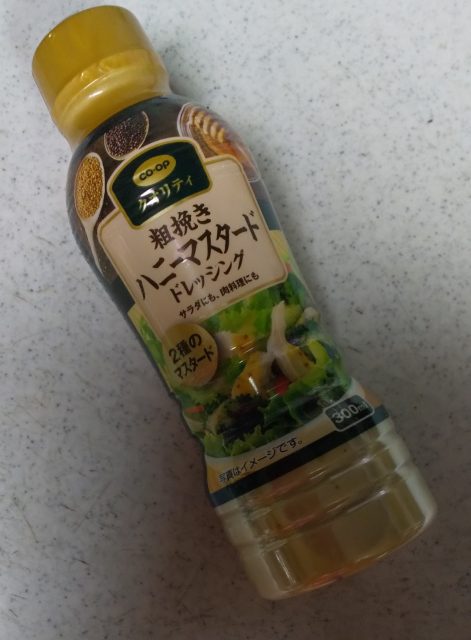 CO·OP
クオリティ
粗挽き
ハニーマスタード
ドレッシング
サラダにも、肉料理にも
2種の
マスタード
300ml
写真はイメージです。